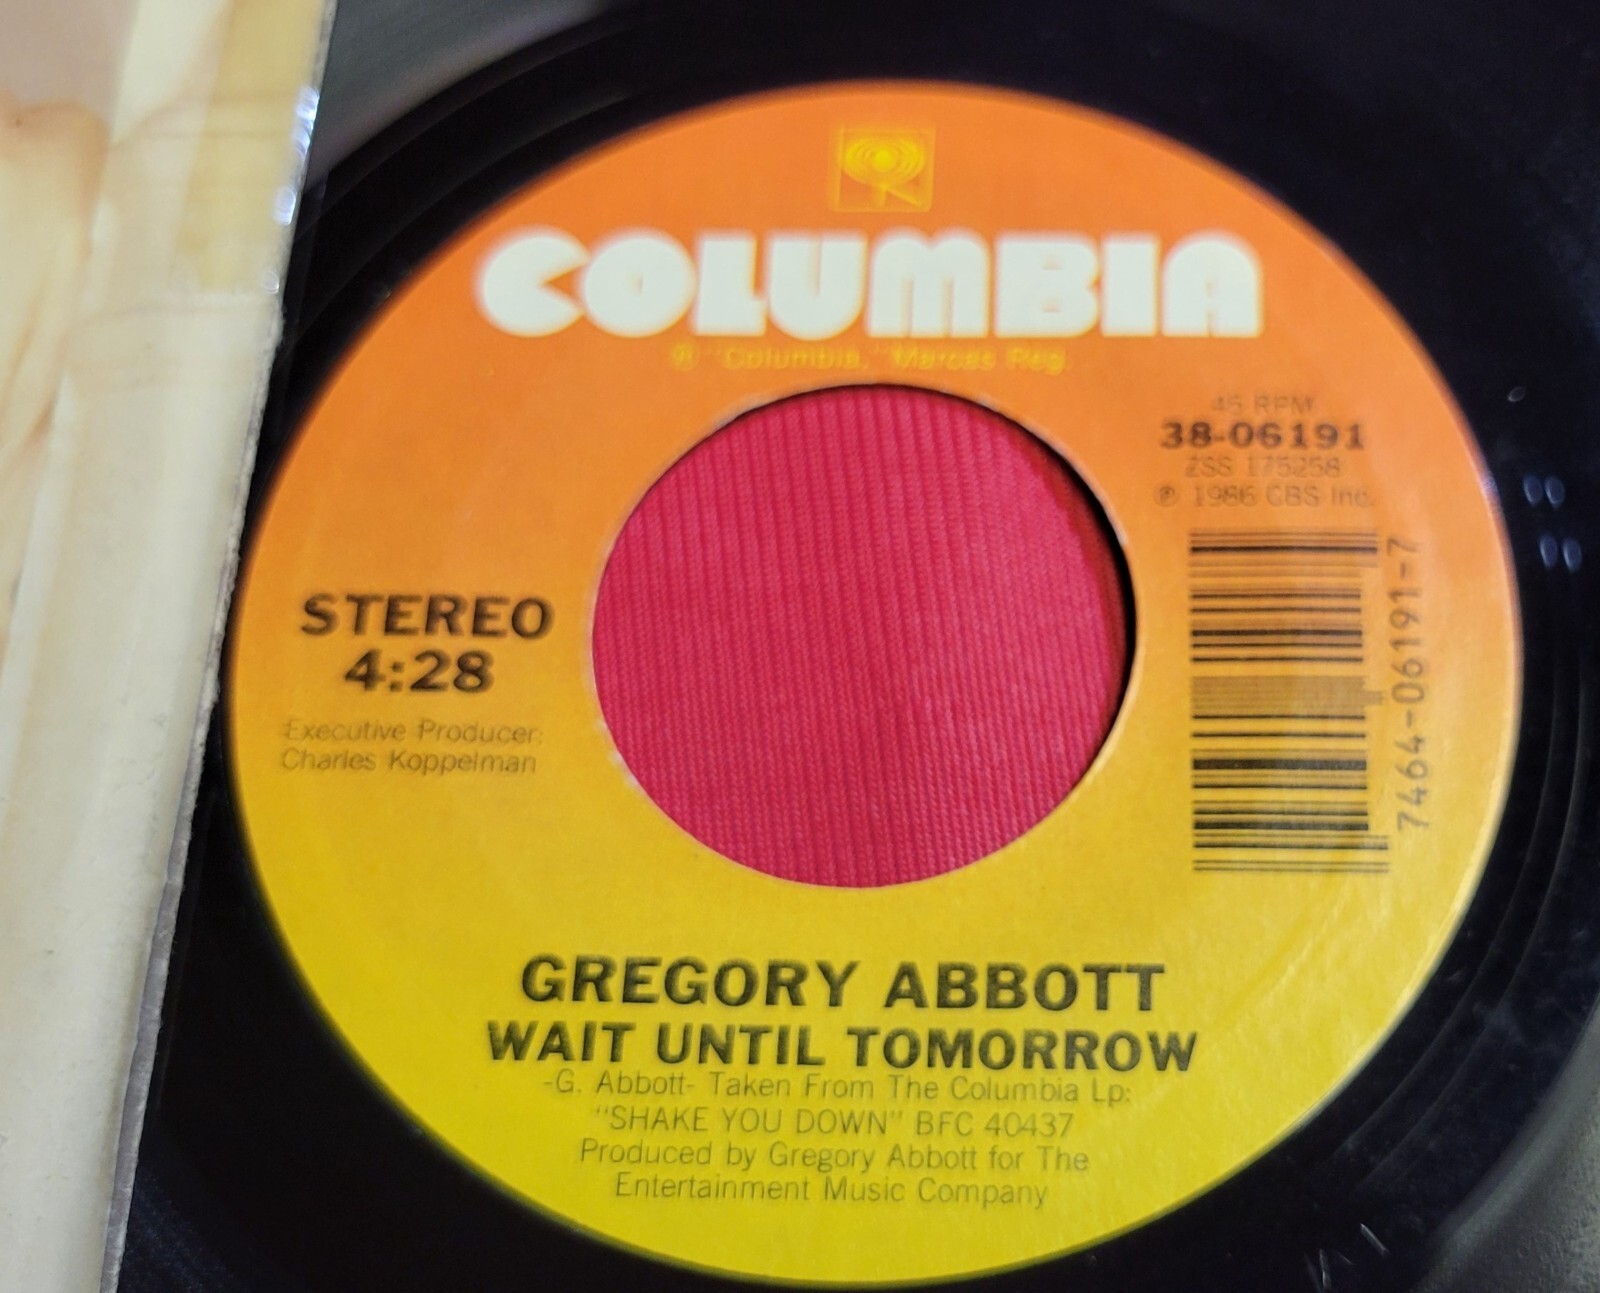 COLUMBIA
® "Columbia," Marcas Reg.
45 RPM
38-06191
ZSS 175258
℗ 1986 CBS Inc.
7464-06191-7
STEREO
4:28
Executive Producer:
Charles Koppelman
GREGORY ABBOTT
WAIT UNTIL TOMORROW
-G. Abbott- Taken From The Columbia Lp:
"SHAKE YOU DOWN" BFC 40437
Produced by Gregory Abbott for The
Entertainment Music Company